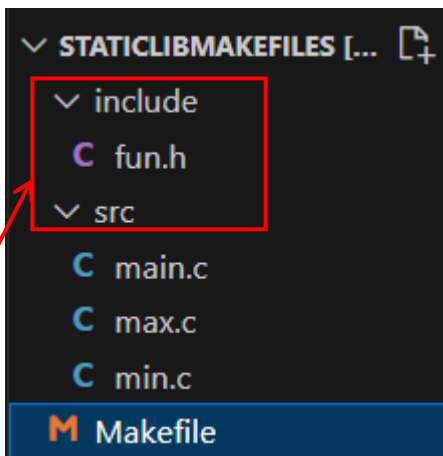 STATICLIBMAKEFILES [...
include
C fun.h
src
C main.c
C max.c
C min.c
M Makefile